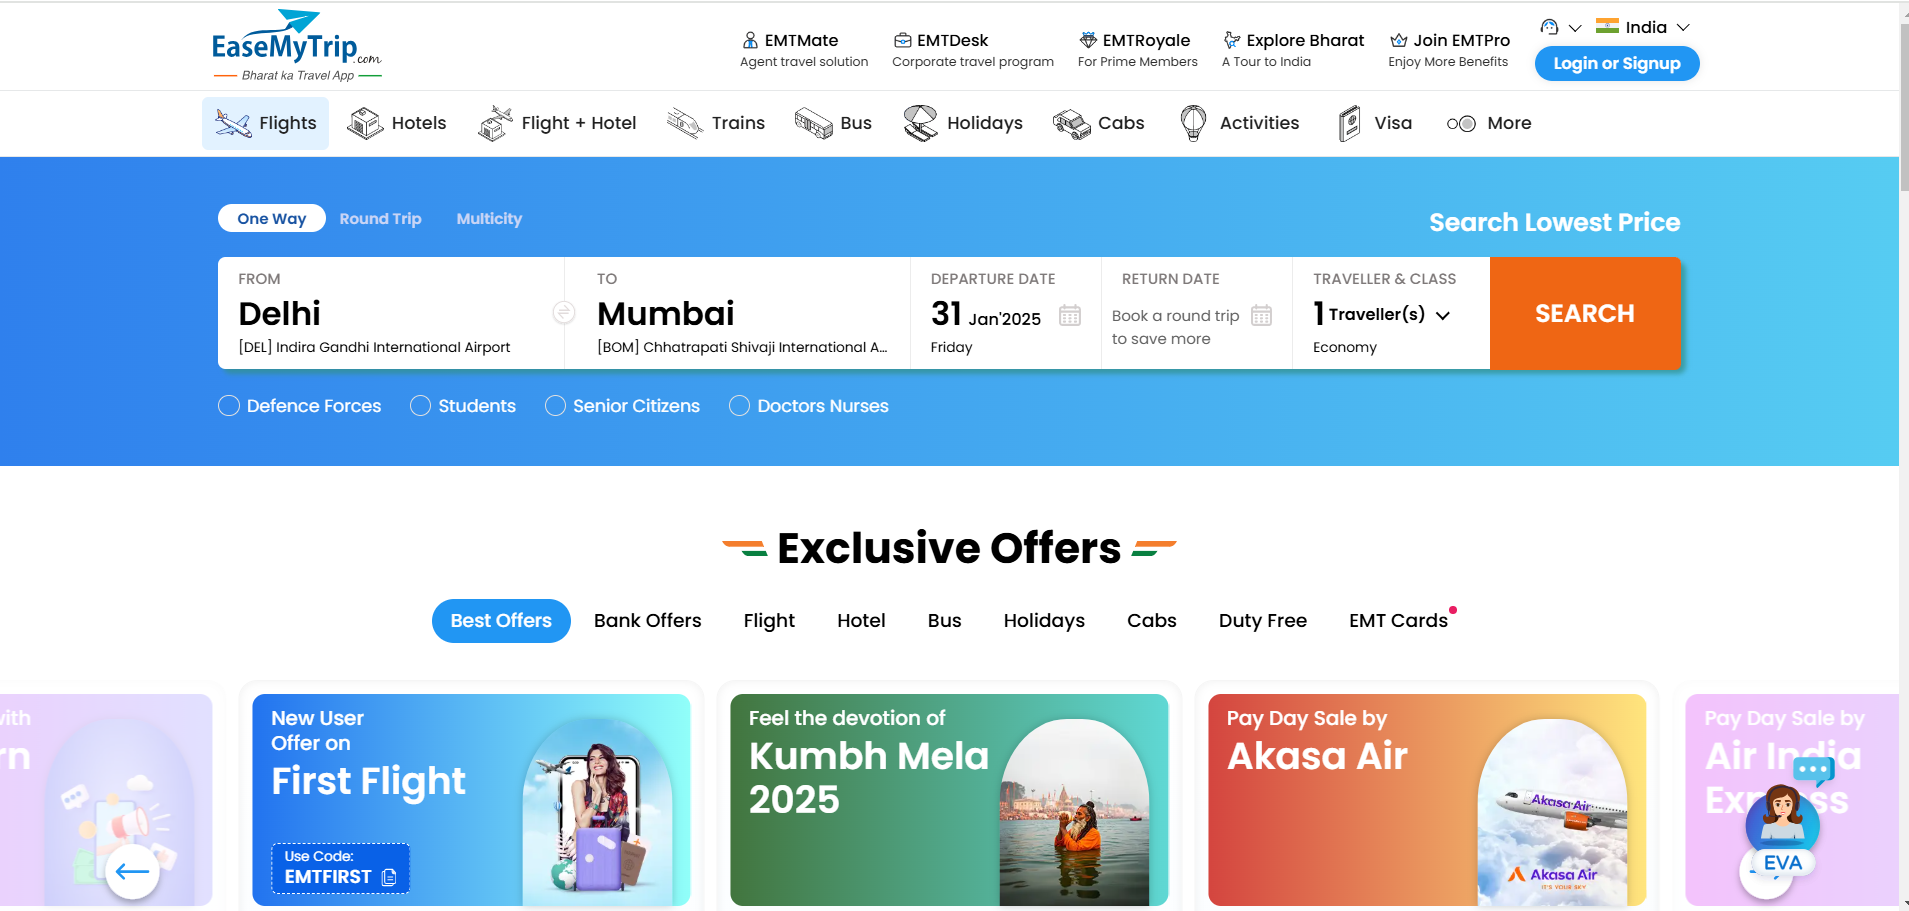 EaseMyTrip.com
Bharat ka Travel App
EMTMate
Agent travel solution
EMTDesk
Corporate travel program
EMTRoyale
For Prime Members
Explore Bharat
A Tour to India
Join EMTPro
Enjoy More Benefits
India
Login or Signup
Flights
Hotels
Flight + Hotel
Trains
Bus
Holidays
Cabs
Activities
Visa
More
One Way
Round Trip
Multicity
Search Lowest Price
FROM
Delhi
[DEL] Indira Gandhi International Airport
TO
Mumbai
[BOM] Chhatrapati Shivaji International A...
DEPARTURE DATE
31 Jan'2025
Friday
RETURN DATE
Book a round trip
to save more
TRAVELLER & CLASS
1 Traveller(s)
Economy
SEARCH
Defence Forces
Students
Senior Citizens
Doctors Nurses
Exclusive Offers
Best Offers
Bank Offers
Flight
Hotel
Bus
Holidays
Cabs
Duty Free
EMT Cards
New User
Offer on
First Flight
Use Code:
EMTFIRST
Feel the devotion of
Kumbh Mela
2025
Pay Day Sale by
Akasa Air
Akasa Air
Akasa Air
IT'S YOUR SKY
Pay Day Sale by
Air India
Express
EVA